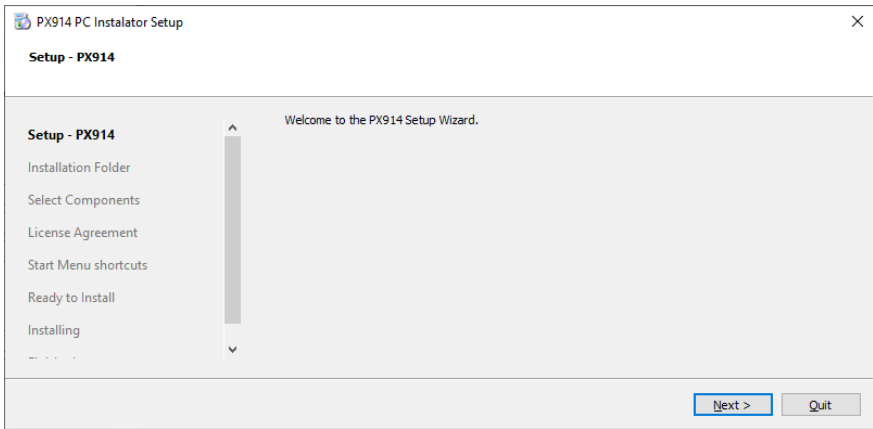 PX914 PC Instalator Setup
Setup - PX914
Setup - PX914
Welcome to the PX914 Setup Wizard.
Installation Folder
Select Components
License Agreement
Start Menu shortcuts
Ready to Install
Installing
Next >
Quit